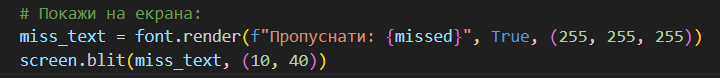 # Покажи на екрана:
miss_text = font.render(f"Пропуснати: {missed}", True, (255, 255, 255))
screen.blit(miss_text, (10, 40))